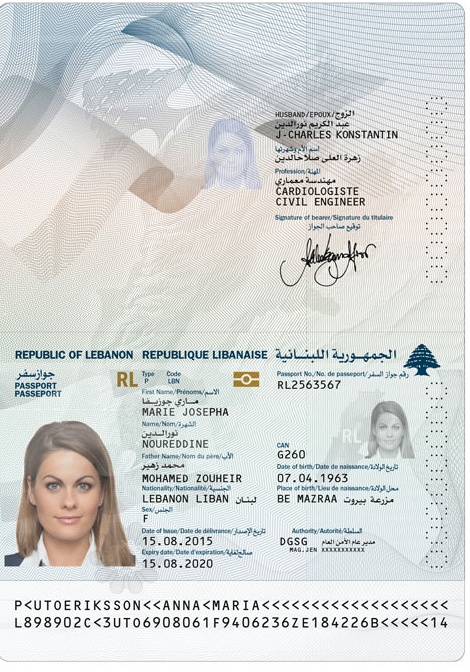 HUSBAND/EPOUX/الزوج
عبد الكريم نورالدين
J-CHARLES KONSTANTIN
إسم الأم وشهرتها
زهرة العلى صلاحالدين
Profession/المهنة
مهندسة معماري
CARDIOLOGISTE
CIVIL ENGINEER
Signature of bearer/Signature du titulaire
توقيع صاحب الجواز
REPUBLIC OF LEBANON REPUBLIQUE LIBANAISE الجمهورية اللبنانية
جواز سفر
PASSPORT
PASSEPORT
RL
Type Code
P LBN
Passport No./No. de passeport/رقم جواز السفر
RL2563567
First Name/Prénoms/الاسم
ماري جوزيفا
MARIE JOSEPHA
Name/Nom/الشهرة
نورالدين
NOUREDDINE
Father Name/Nom du père/الأب
محمد زهير
MOHAMED ZOUHEIR
Nationality/Nationalité/الجنسية
LEBANON LIBAN لبنان
Sex/الجنس
F
Date of Issue/Date de délivrance/تاريخ الإصدار
15.08.2015
Expiry date/Date d'expiration/صالح لغاية
15.08.2020
RL
CAN
G260
Date of birth/Date de naissance/تاريخ الولادة
07.04.1963
Place of birth/Lieu de naissance/محل الولادة
BE MAZRAA مزرعة بيروت
Authority/Autorité/السلطة
DGSG مدير عام الأمن العام
MAG.JEN XXXXXXXXXX
P<UTOERIKSSON<<ANNA<MARIA<<<<<<<<<<<<<<<<<<<
L898902C<3UTO6908061F9406236ZE184226B<<<<<14